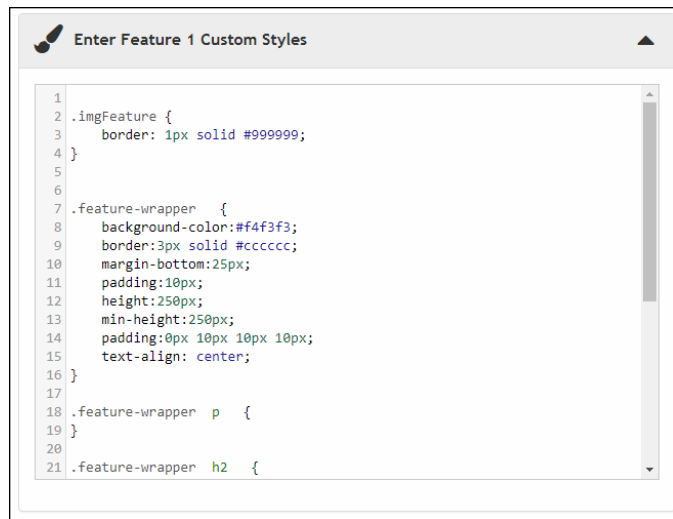 Enter Feature 1 Custom Styles
1
2 .imgFeature {
3     border: 1px solid #999999;
4 }
5
6
7 .feature-wrapper   {
8     background-color:#f4f3f3;
9     border:3px solid #cccccc;
10     margin-bottom:25px;
11     padding:10px;
12     height:250px;
13     min-height:250px;
14     padding:0px 10px 10px 10px;
15     text-align: center;
16 }
17
18 .feature-wrapper  p   {
19 }
20
21 .feature-wrapper  h2   {